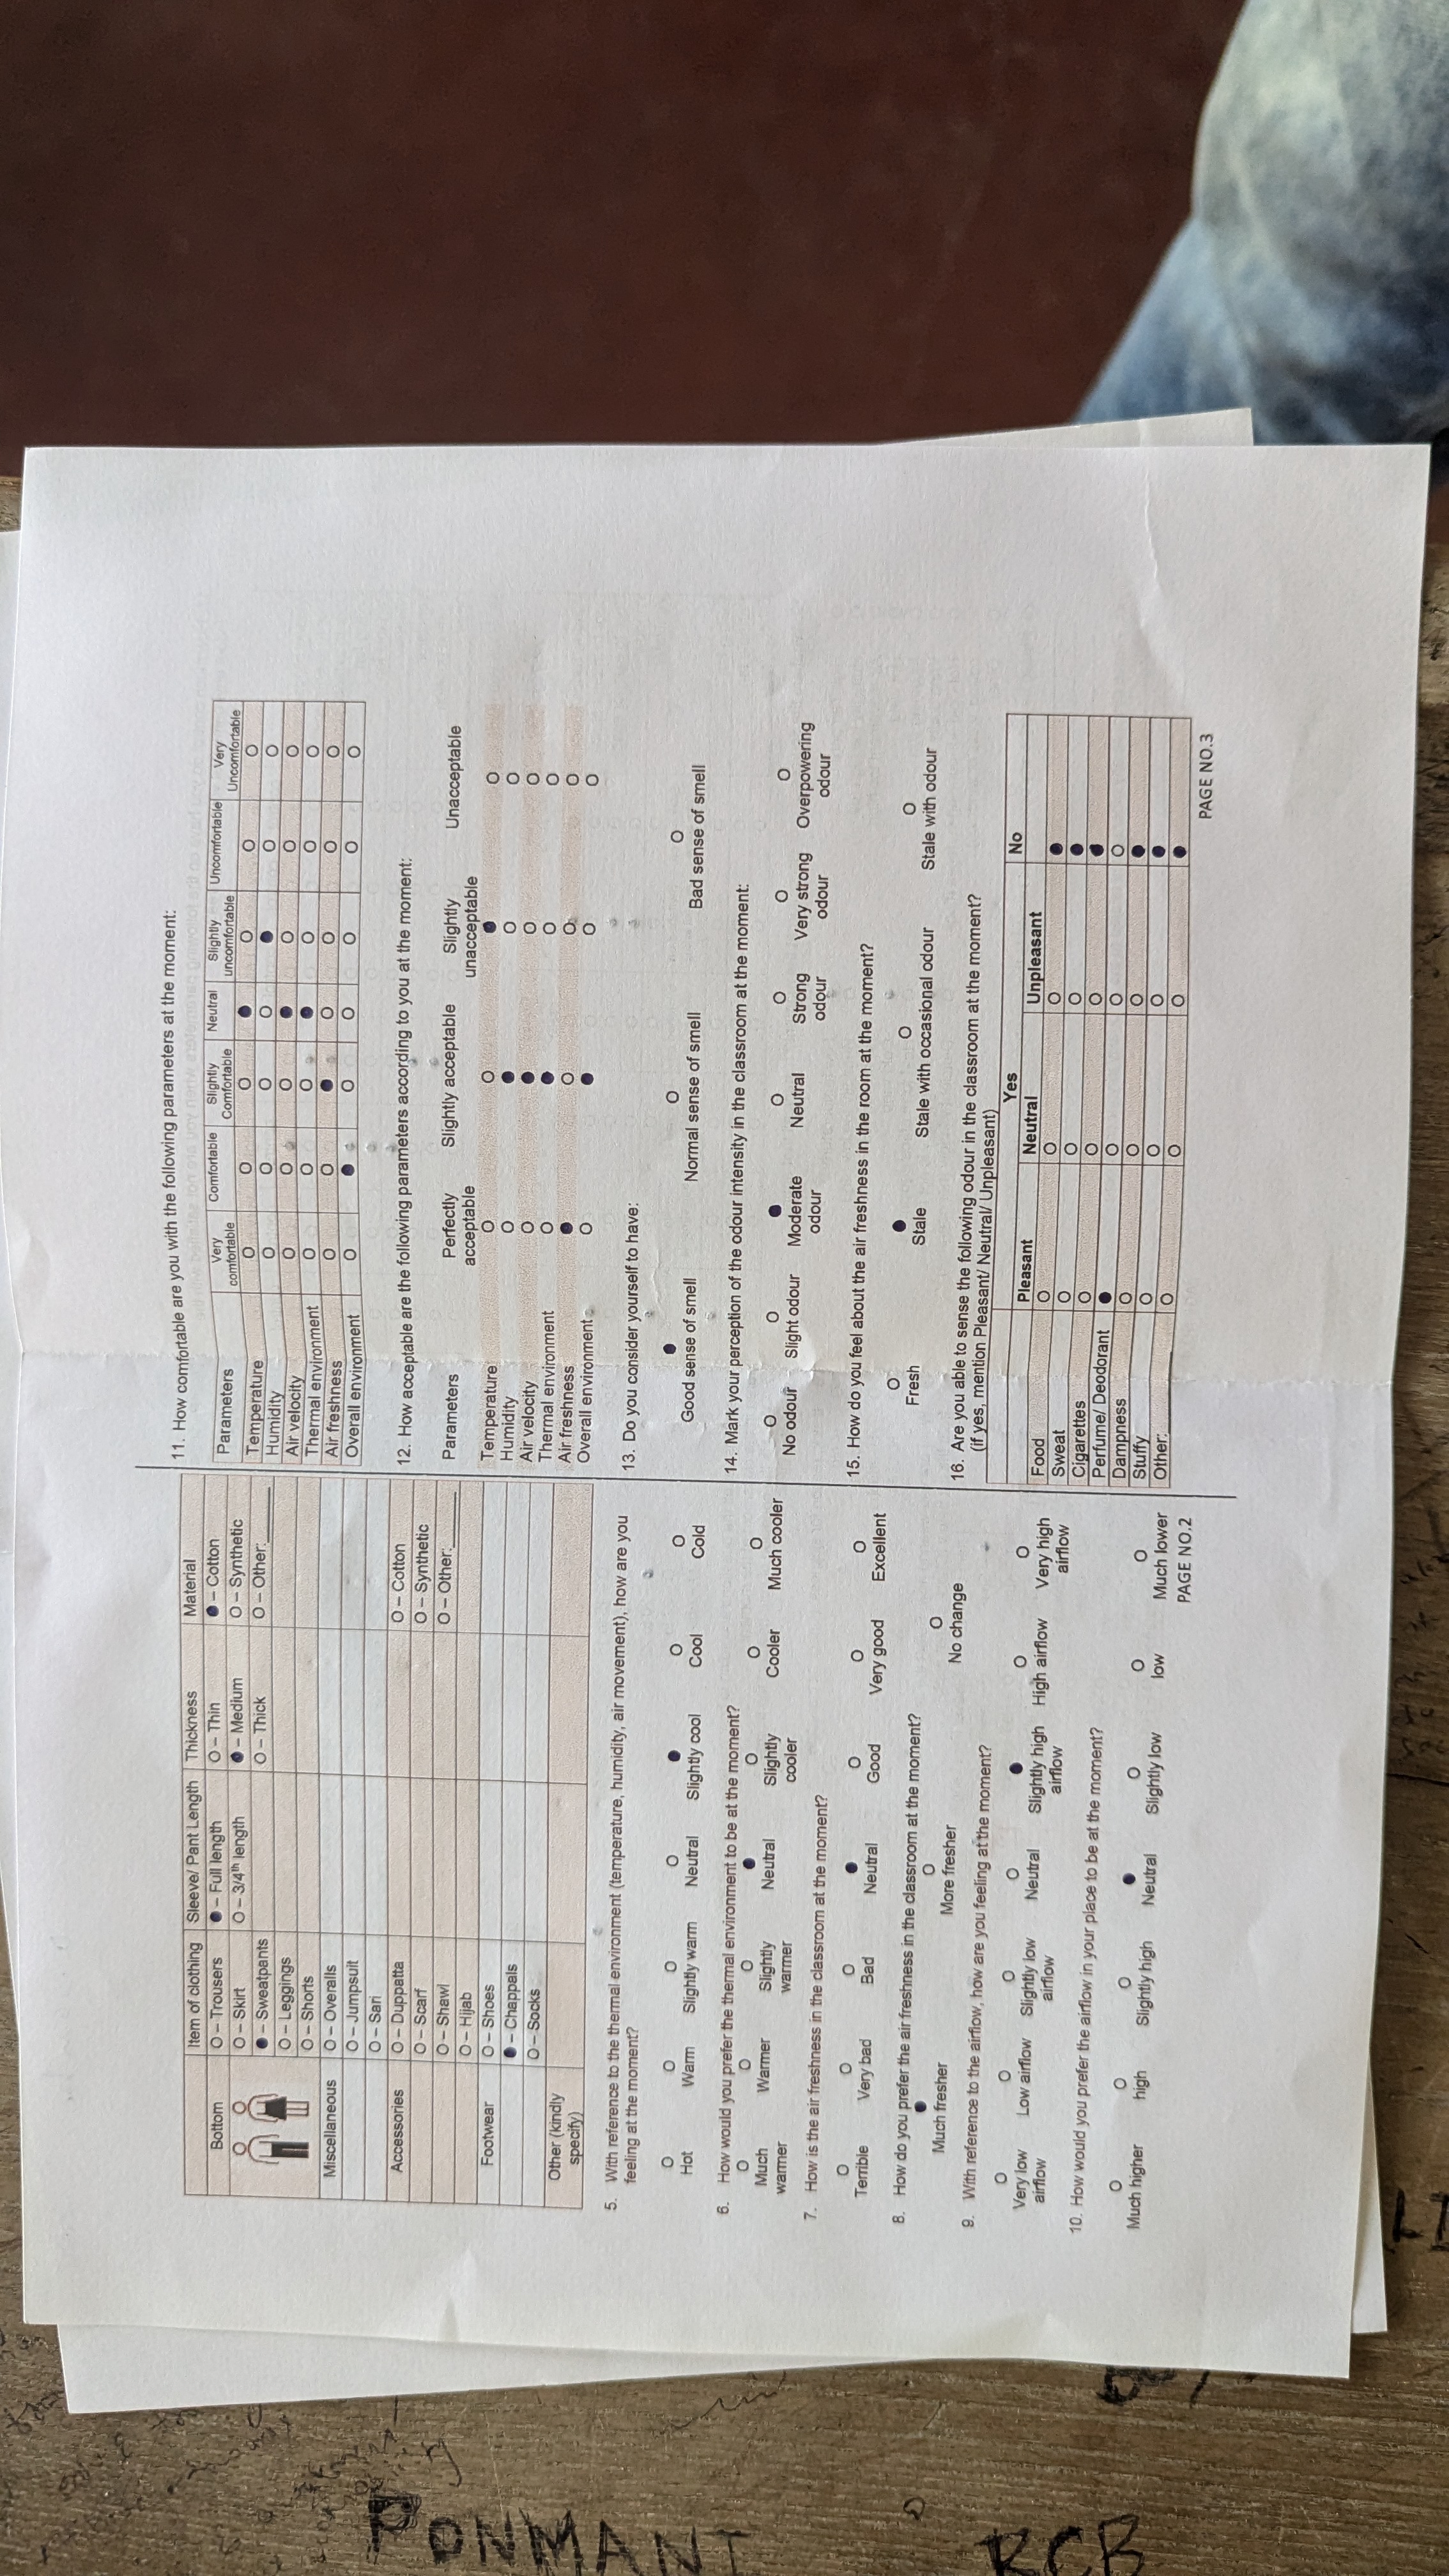 Item of clothing Sleeve/ Pant Length Thickness Material
Bottom O – Trousers ● – Full length O – Thin ● – Cotton
O – Skirt O – 3/4th length ● – Medium O – Synthetic
● – Sweatpants O – Thick O – Other:______
O – Leggings
O – Shorts
Miscellaneous O – Overalls
O – Jumpsuit
O – Sari
Accessories O – Duppatta O – Cotton
O – Scarf O – Synthetic
O – Shawl O – Other:______
O – Hijab
Footwear O – Shoes
● – Chappals
O – Socks
Other (kindly
specify)
5. With reference to the thermal environment (temperature, humidity, air movement), how are you
feeling at the moment?
O O O O ● O O
Hot Warm Slightly warm Neutral Slightly cool Cool Cold
6. How would you prefer the thermal environment to be at the moment?
O O O ● O O O
Much Warmer Slightly Neutral Slightly Cooler Much cooler
warmer warmer cooler
7. How is the air freshness in the classroom at the moment?
O O O ● O O O
Terrible Very bad Bad Neutral Good Very good Excellent
8. How do you prefer the air freshness in the classroom at the moment?
● O O
Much fresher More fresher No change
9. With reference to the airflow, how are you feeling at the moment?
O O O O ● O O
Very low Low airflow Slightly low Neutral Slightly high High airflow Very high
airflow airflow airflow airflow
10. How would you prefer the airflow in your place to be at the moment?
O O O ● O O O
Much higher high Slightly high Neutral Slightly low low Much lower
PAGE NO.2
11. How comfortable are you with the following parameters at the moment:
Parameters Very Comfortable Slightly Neutral Slightly Uncomfortable Very
comfortable Comfortable uncomfortable Uncomfortable
Temperature O O O ● O O O
Humidity O O O O ● O O
Air velocity O O O ● O O O
Thermal environment O O O ● O O O
Air freshness O O ● O O O O
Overall environment O ● O O O O O
12. How acceptable are the following parameters according to you at the moment:
Parameters Perfectly Slightly acceptable Slightly Unacceptable
acceptable unacceptable
Temperature O O ● O
Humidity O ● O O
Air velocity O ● O O
Thermal environment O ● O O
Air freshness ● O O O
Overall environment O ● O O
13. Do you consider yourself to have:
● O O
Good sense of smell Normal sense of smell Bad sense of smell
14. Mark your perception of the odour intensity in the classroom at the moment:
O O ● O O O O
No odour Slight odour Moderate Neutral Strong Very strong Overpowering
odour odour odour odour
15. How do you feel about the air freshness in the room at the moment?
O ● O O
Fresh Stale Stale with occasional odour Stale with odour
16. Are you able to sense the following odour in the classroom at the moment?
(if yes, mention Pleasant/ Neutral/ Unpleasant)
Yes No
Pleasant Neutral Unpleasant
Food O O O ●
Sweat O O O ●
Cigarettes O O O ●
Perfume/ Deodorant ● O O O
Dampness O O O ●
Stuffy O O O ●
Other:________ O O O ●
PAGE NO.3
PONMANI
RCB